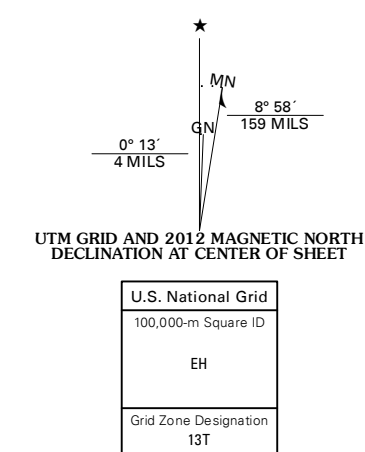 ★
MN
GN
8° 58´
159 MILS
0° 13´
4 MILS
UTM GRID AND 2012 MAGNETIC NORTH
DECLINATION AT CENTER OF SHEET
U.S. National Grid
100,000-m Square ID
EH
Grid Zone Designation
13T